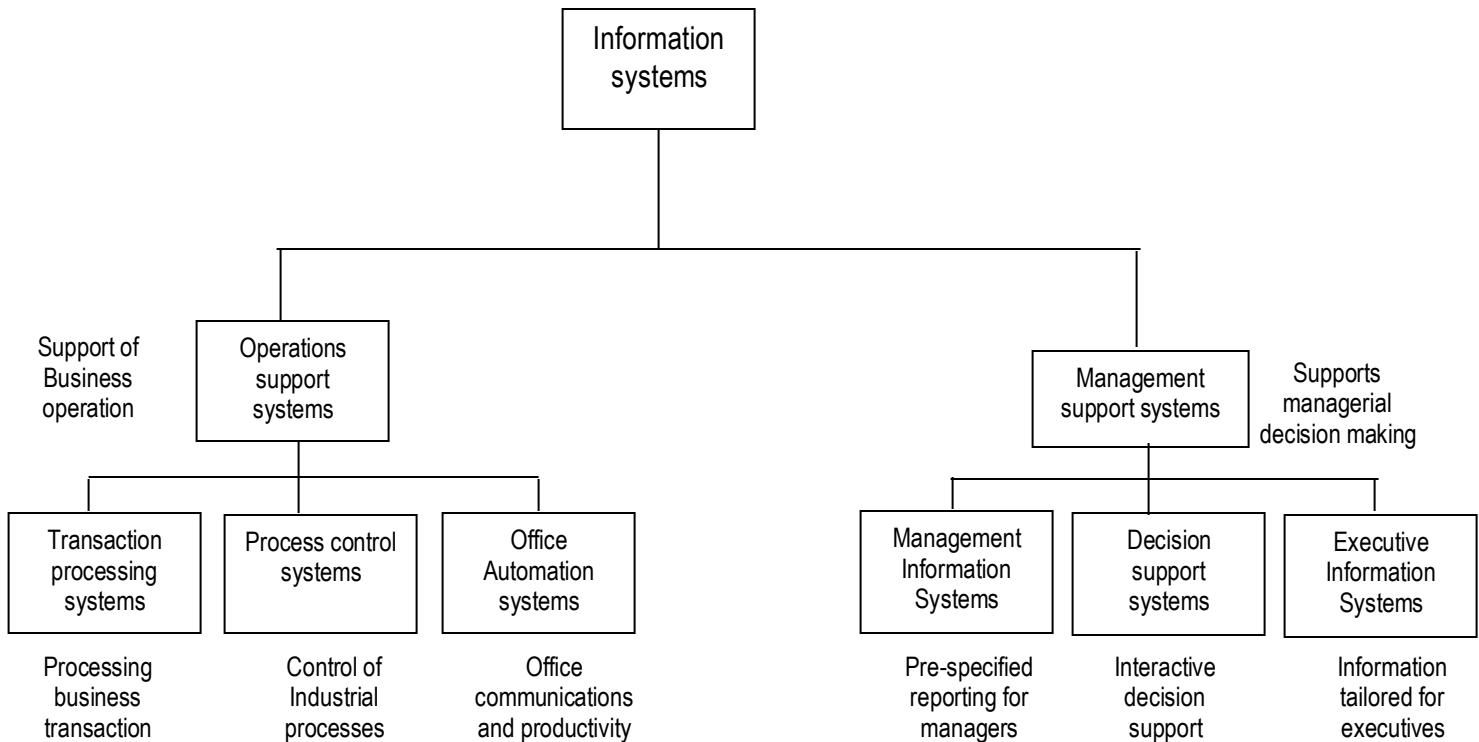 Information
systems
Support of
Business
operation
Operations
support
systems
Management
support systems
Supports
managerial
decision making
Transaction
processing
systems
Process control
systems
Office
Automation
systems
Management
Information
Systems
Decision
support
systems
Executive
Information
Systems
Processing
business
transaction
Control of
Industrial
processes
Office
communications
and productivity
Pre-specified
reporting for
managers
Interactive
decision
support
Information
tailored for
executives